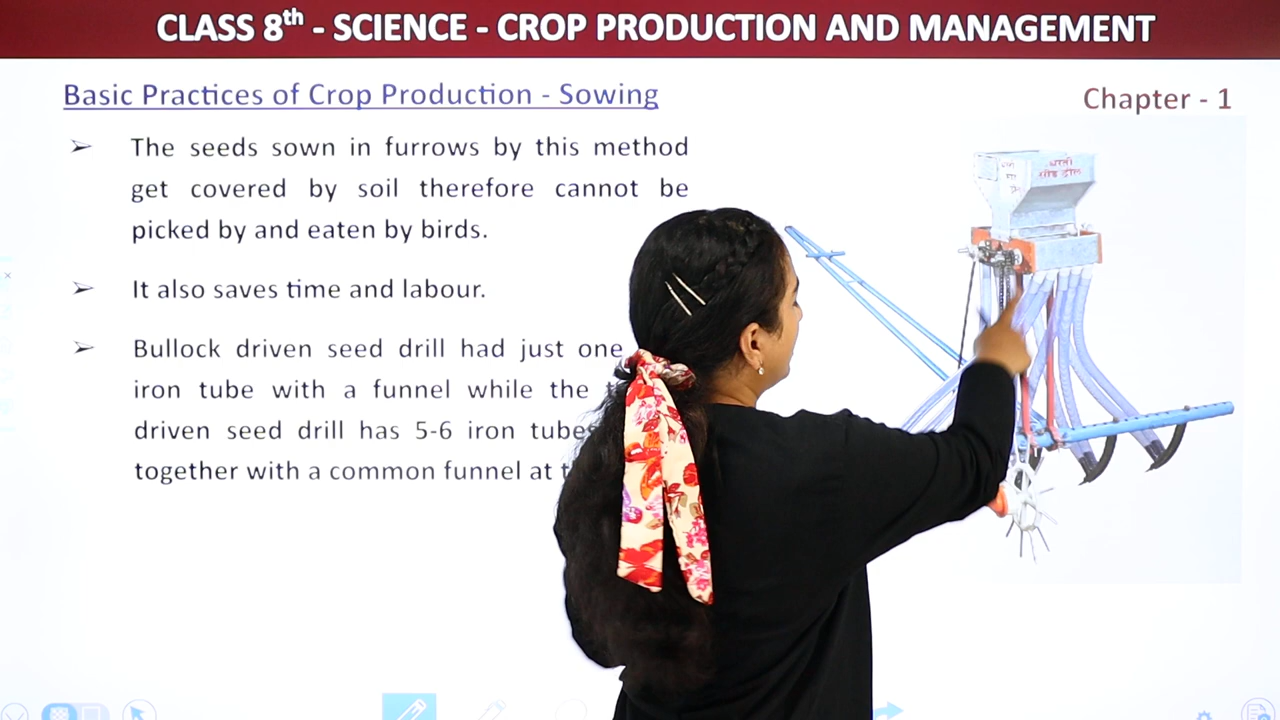 CLASS 8th - SCIENCE - CROP PRODUCTION AND MANAGEMENT
Basic Practices of Crop Production - Sowing
Chapter - 1
➢ The seeds sown in furrows by this method
get covered by soil therefore cannot be
picked by and eaten by birds.
➢ It also saves time and labour.
➢ Bullock driven seed drill had just one
iron tube with a funnel while the
driven seed drill has 5-6 iron tubes
together with a common funnel at